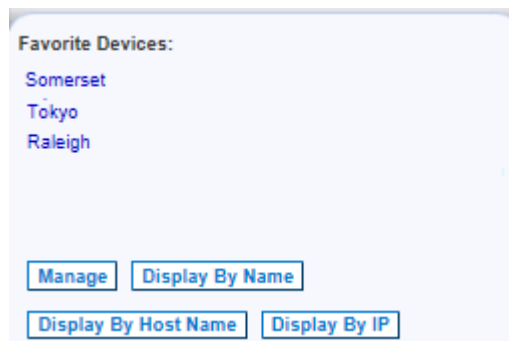 Favorite Devices:
Somerset
Tokyo
Raleigh
Manage Display By Name
Display By Host Name Display By IP